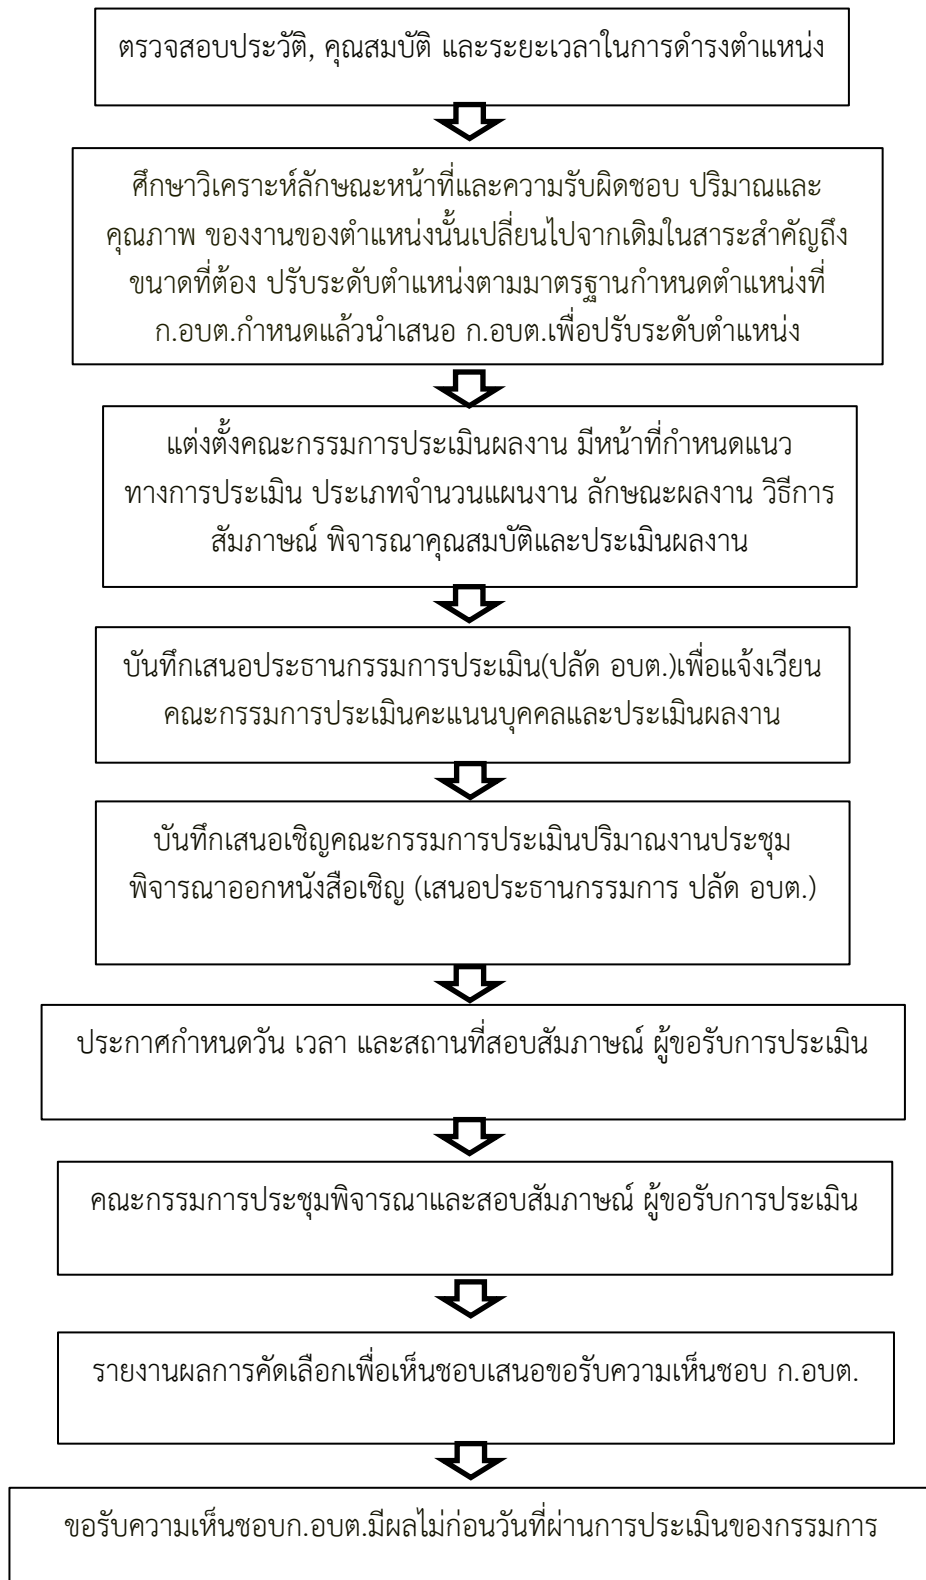 ตรวจสอบประวัติ, คุณสมบัติ และระยะเวลาในการดำรงตำแหน่ง
ศึกษาวิเคราะห์ลักษณะหน้าที่และความรับผิดชอบ ปริมาณและ
คุณภาพ ของงานของตำแหน่งนั้นเปลี่ยนไปจากเดิมในสาระสำคัญถึง
ขนาดที่ต้อง ปรับระดับตำแหน่งตามมาตรฐานกำหนดตำแหน่งที่
ก.อบต.กำหนดแล้วนำเสนอ ก.อบต.เพื่อปรับระดับตำแหน่ง
แต่งตั้งคณะกรรมการประเมินผลงาน มีหน้าที่กำหนดแนว
ทางการประเมิน ประเภทจำนวนแผนงาน ลักษณะผลงาน วิธีการ
สัมภาษณ์ พิจารณาคุณสมบัติและประเมินผลงาน
บันทึกเสนอประธานกรรมการประเมิน(ปลัด อบต.)เพื่อแจ้งเวียน
คณะกรรมการประเมินคะแนนบุคคลและประเมินผลงาน
บันทึกเสนอเชิญคณะกรรมการประเมินปริมาณงานประชุม
พิจารณาออกหนังสือเชิญ (เสนอประธานกรรมการ ปลัด อบต.)
ประกาศกำหนดวัน เวลา และสถานที่สอบสัมภาษณ์ ผู้ขอรับการประเมิน
คณะกรรมการประชุมพิจารณาและสอบสัมภาษณ์ ผู้ขอรับการประเมิน
รายงานผลการคัดเลือกเพื่อเห็นชอบเสนอขอรับความเห็นชอบ ก.อบต.
ขอรับความเห็นชอบก.อบต.มีผลไม่ก่อนวันที่ผ่านการประเมินของกรรมการ